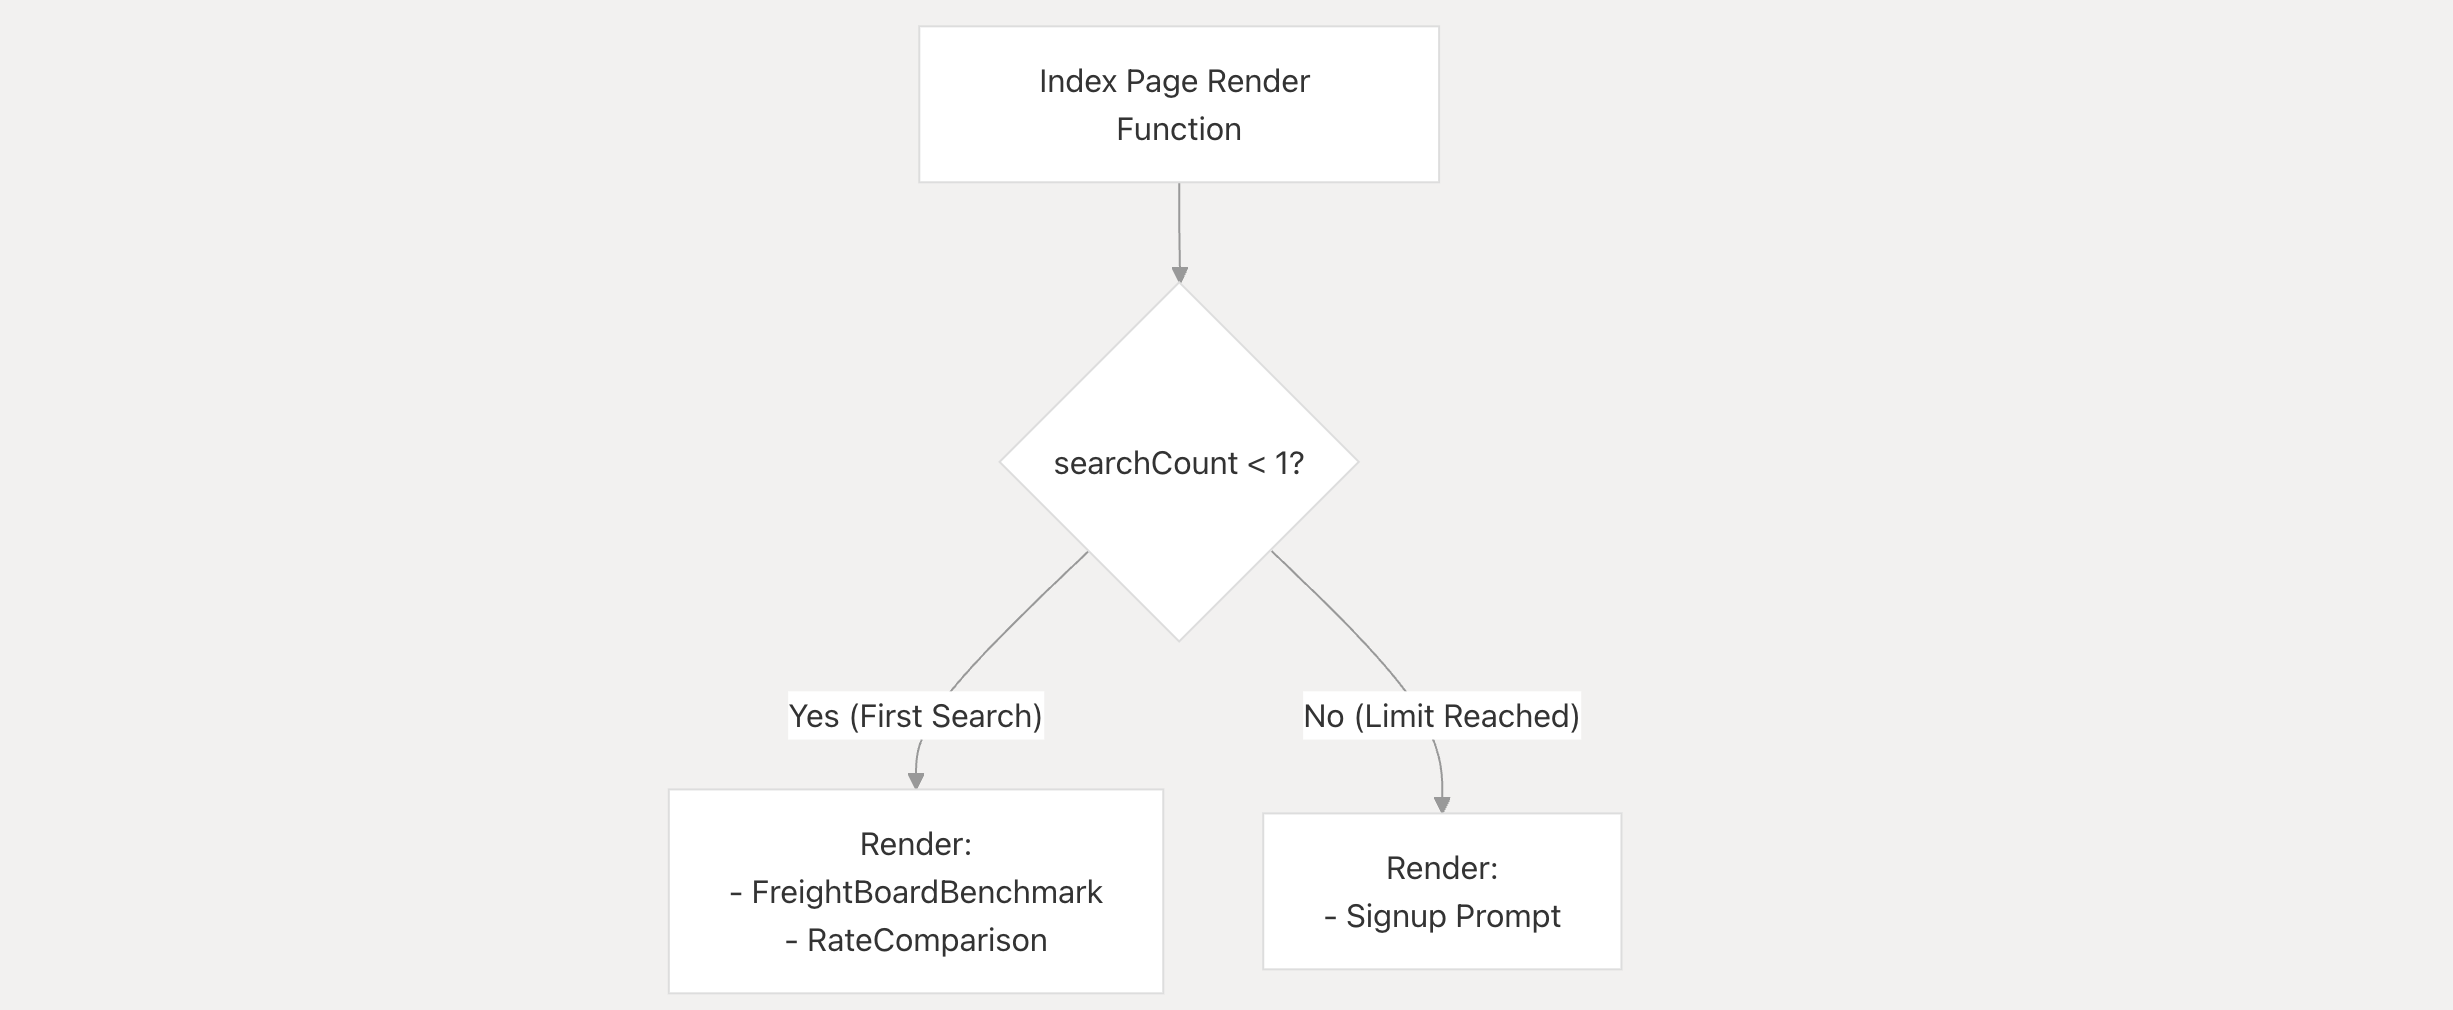 Index Page Render
Function
searchCount < 1?
Yes (First Search)
No (Limit Reached)
Render:
- FreightBoardBenchmark
- RateComparison
Render:
- Signup Prompt